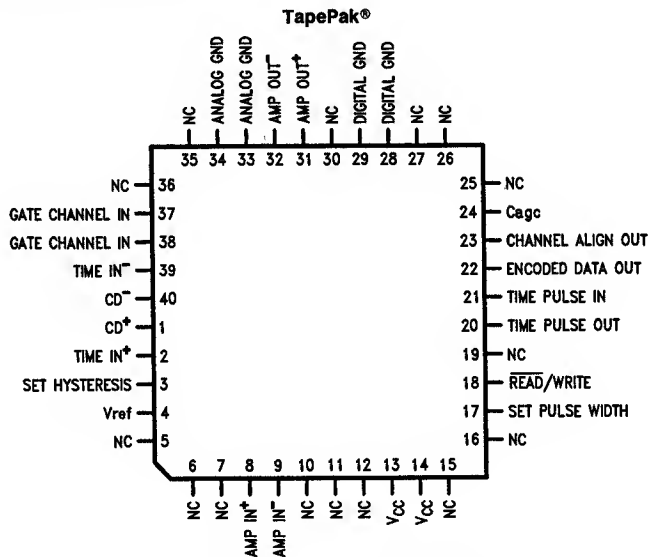 TapePak®
NC
ANALOG GND
ANALOG GND
AMP OUT⁻
AMP OUT⁺
NC
DIGITAL GND
DIGITAL GND
NC
NC
35 34 33 32 31 30 29 28 27 26
NC 36
GATE CHANNEL IN 37
GATE CHANNEL IN 38
TIME IN⁻ 39
CD⁻ 40
CD⁺ 1
TIME IN⁺ 2
SET HYSTERESIS 3
Vref 4
NC 5
25 NC
24 Cagc
23 CHANNEL ALIGN OUT
22 ENCODED DATA OUT
21 TIME PULSE IN
20 TIME PULSE OUT
19 NC
18 R̅E̅A̅D̅/WRITE
17 SET PULSE WIDTH
16 NC
6 7 8 9 10 11 12 13 14 15
NC
NC
AMP IN⁺
AMP IN⁻
NC
NC
NC
VCC
VCC
NC